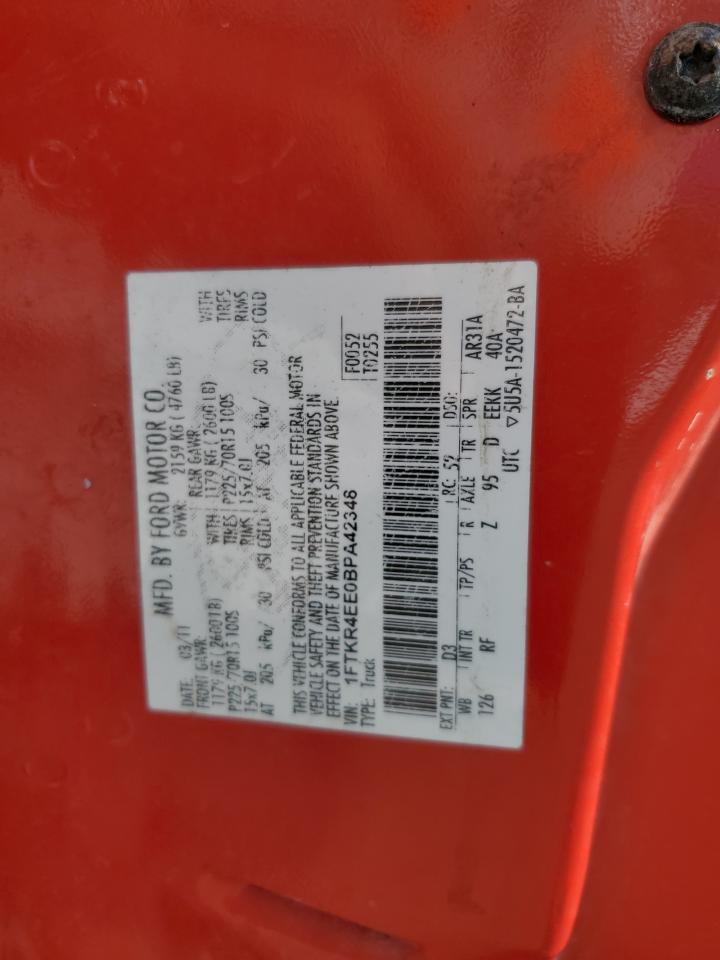 MFD. BY FORD MOTOR CO.
DATE: 03/11 GVWR: 2159 KG ( 4760 LB)
FRONT GAWR: REAR GAWR:
1179 KG ( 2600 LB) WITH 1179 KG ( 2600 LB) WITH
P225/70R15 100S TIRES P225/70R15 100S TIRES
15x7.0J RIMS 15x7.0J RIMS
AT 205 kPa/ 30 PSI COLD AT 205 kPa/ 30 PSI COLD
THIS VEHICLE CONFORMS TO ALL APPLICABLE FEDERAL MOTOR
VEHICLE SAFETY AND THEFT PREVENTION STANDARDS IN
EFFECT ON THE DATE OF MANUFACTURE SHOWN ABOVE.
VIN: 1FTKR4EE0BPA42348 F0052
TYPE: Truck T0255
EXT PNT: D3 RC: 52 DSO:
WB INT TR TP/PS R AXLE TR SPR AR31A
126 RF Z 95 D EEKK 40A
UTC ▽5U5A-1520472-BA